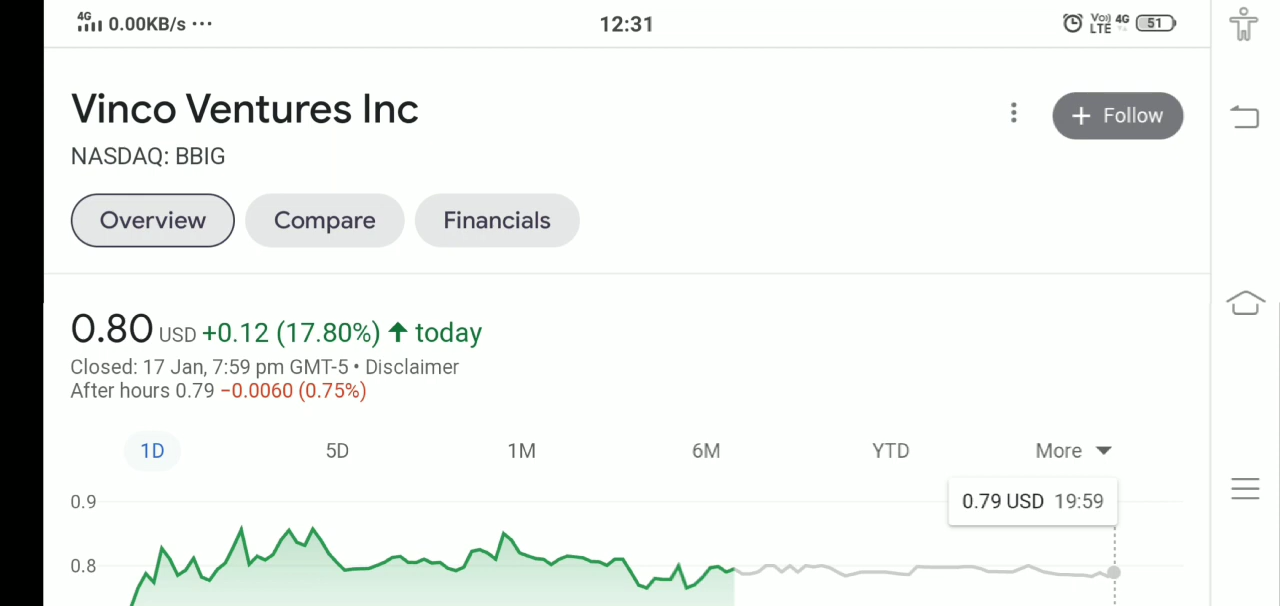 4G 0.00KB/s ... 12:31 Vo)) LTE 4G 51
Vinco Ventures Inc
+ Follow
NASDAQ: BBIG
Overview Compare Financials
0.80 USD +0.12 (17.80%) ↑ today
Closed: 17 Jan, 7:59 pm GMT-5 • Disclaimer
After hours 0.79 −0.0060 (0.75%)
1D 5D 1M 6M YTD More
0.79 USD 19:59
0.9
0.8